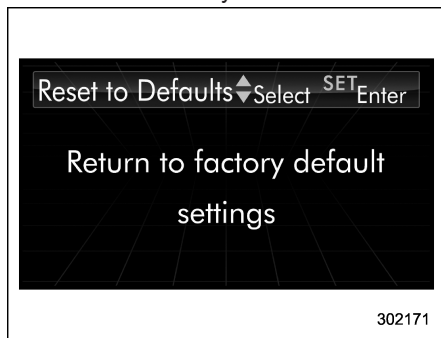 Reset to Defaults Select SET Enter
Return to factory default
settings
302171